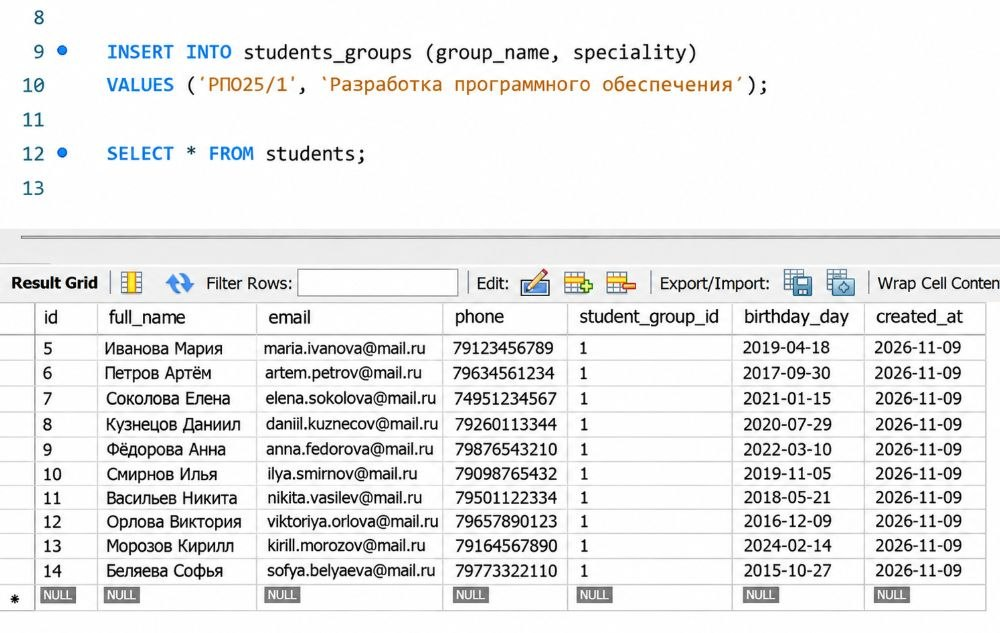 8
9 INSERT INTO students_groups (group_name, speciality)
10 VALUES (´РПО25/1', `Разработка программного обеспечения´);
11
12 SELECT * FROM students;
13
Result Grid Filter Rows: Edit: Export/Import: Wrap Cell Conten
id full_name email phone student_group_id birthday_day created_at
5 Иванова Мария maria.ivanova@mail.ru 79123456789 1 2019-04-18 2026-11-09
6 Петров Артём artem.petrov@mail.ru 79634561234 1 2017-09-30 2026-11-09
7 Соколова Елена elena.sokolova@mail.ru 74951234567 1 2021-01-15 2026-11-09
8 Кузнецов Даниил daniil.kuznecov@mail.ru 79260113344 1 2020-07-29 2026-11-09
9 Фёдорова Анна anna.fedorova@mail.ru 79876543210 1 2022-03-10 2026-11-09
10 Смирнов Илья ilya.smirnov@mail.ru 79098765432 1 2019-11-05 2026-11-09
11 Васильев Никита nikita.vasilev@mail.ru 79501122334 1 2018-05-21 2026-11-09
12 Орлова Виктория viktoriya.orlova@mail.ru 79657890123 1 2016-12-09 2026-11-09
13 Морозов Кирилл kirill.morozov@mail.ru 79164567890 1 2024-02-14 2026-11-09
14 Беляева Софья sofya.belyaeva@mail.ru 79773322110 1 2015-10-27 2026-11-09
* NULL NULL NULL NULL NULL NULL NULL